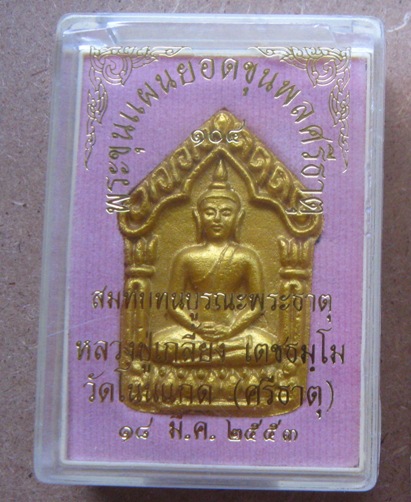 พระขุนแผนยอดขุนพลศรีธาตุ
๑๐๘
สมทบทุนบูรณะพระธาตุ
หลวงปู่เกลี้ยง เตชธมฺโม
วัดโนนแกด (ศรีธาตุ)
๑๘ มี.ค. ๒๕๕๓